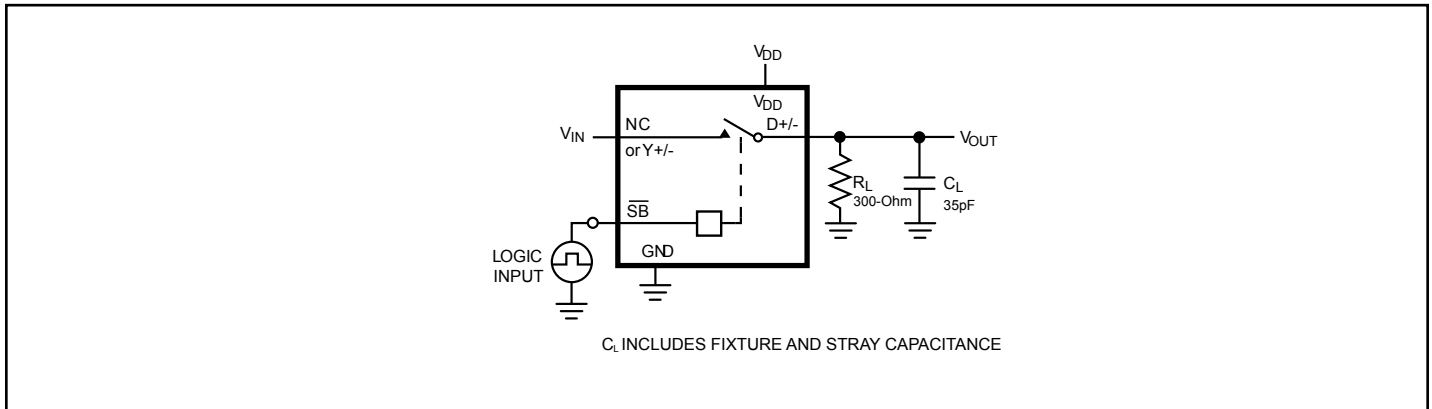 VDD
VDD
VIN
NC
D+/-
VOUT
or Y+/-
RL
300-Ohm
CL
35pF
SB
LOGIC
INPUT
GND
CL INCLUDES FIXTURE AND STRAY CAPACITANCE